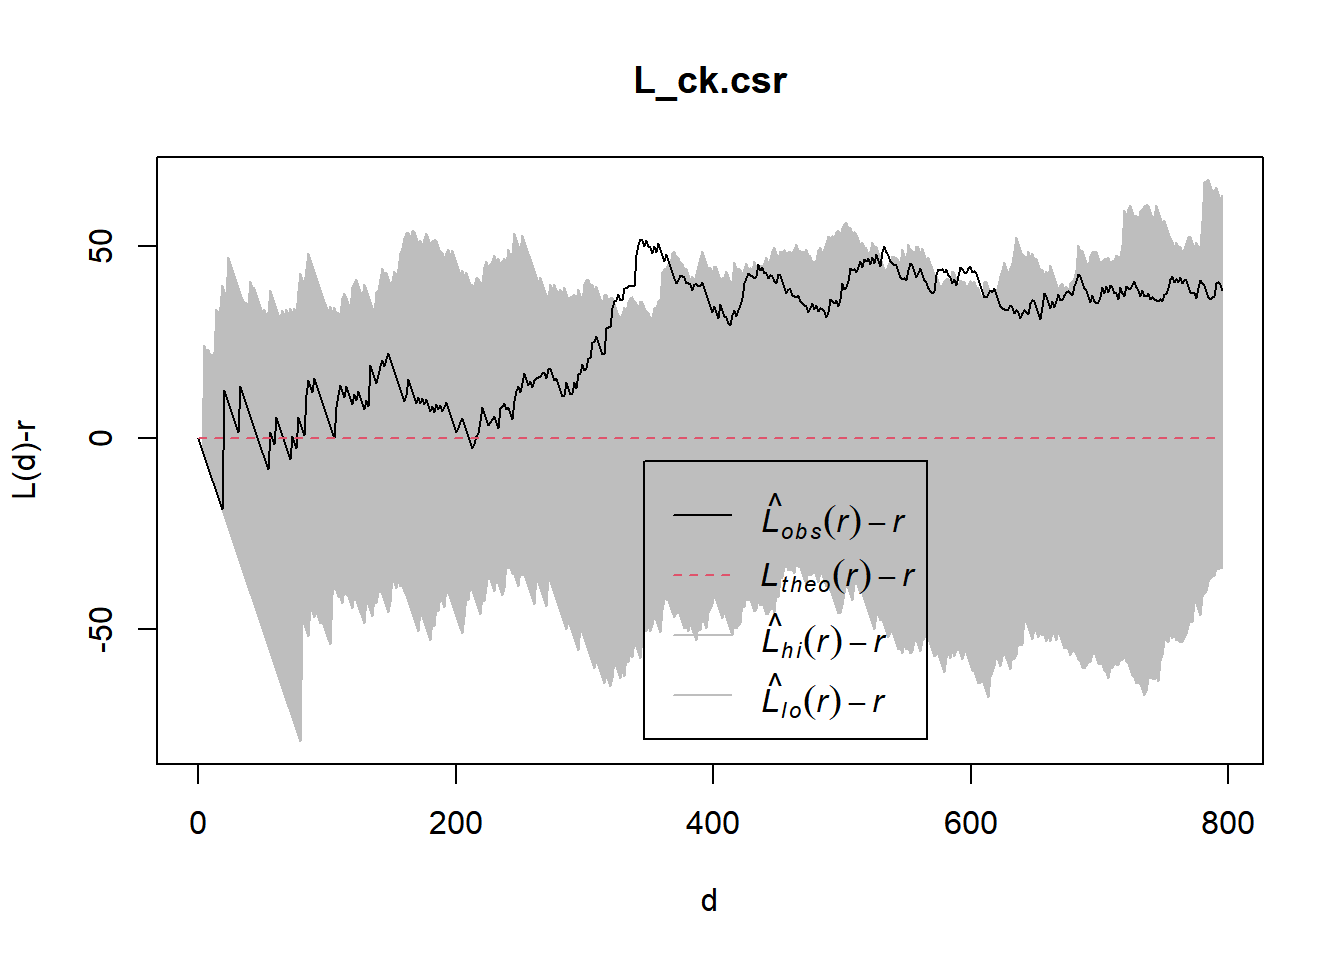 L_ck.csr
L(d)-r
50
0
-50
L̂obs(r) − r
Ltheo(r) − r
L̂hi(r) − r
L̂lo(r) − r
0 200 400 600 800
d